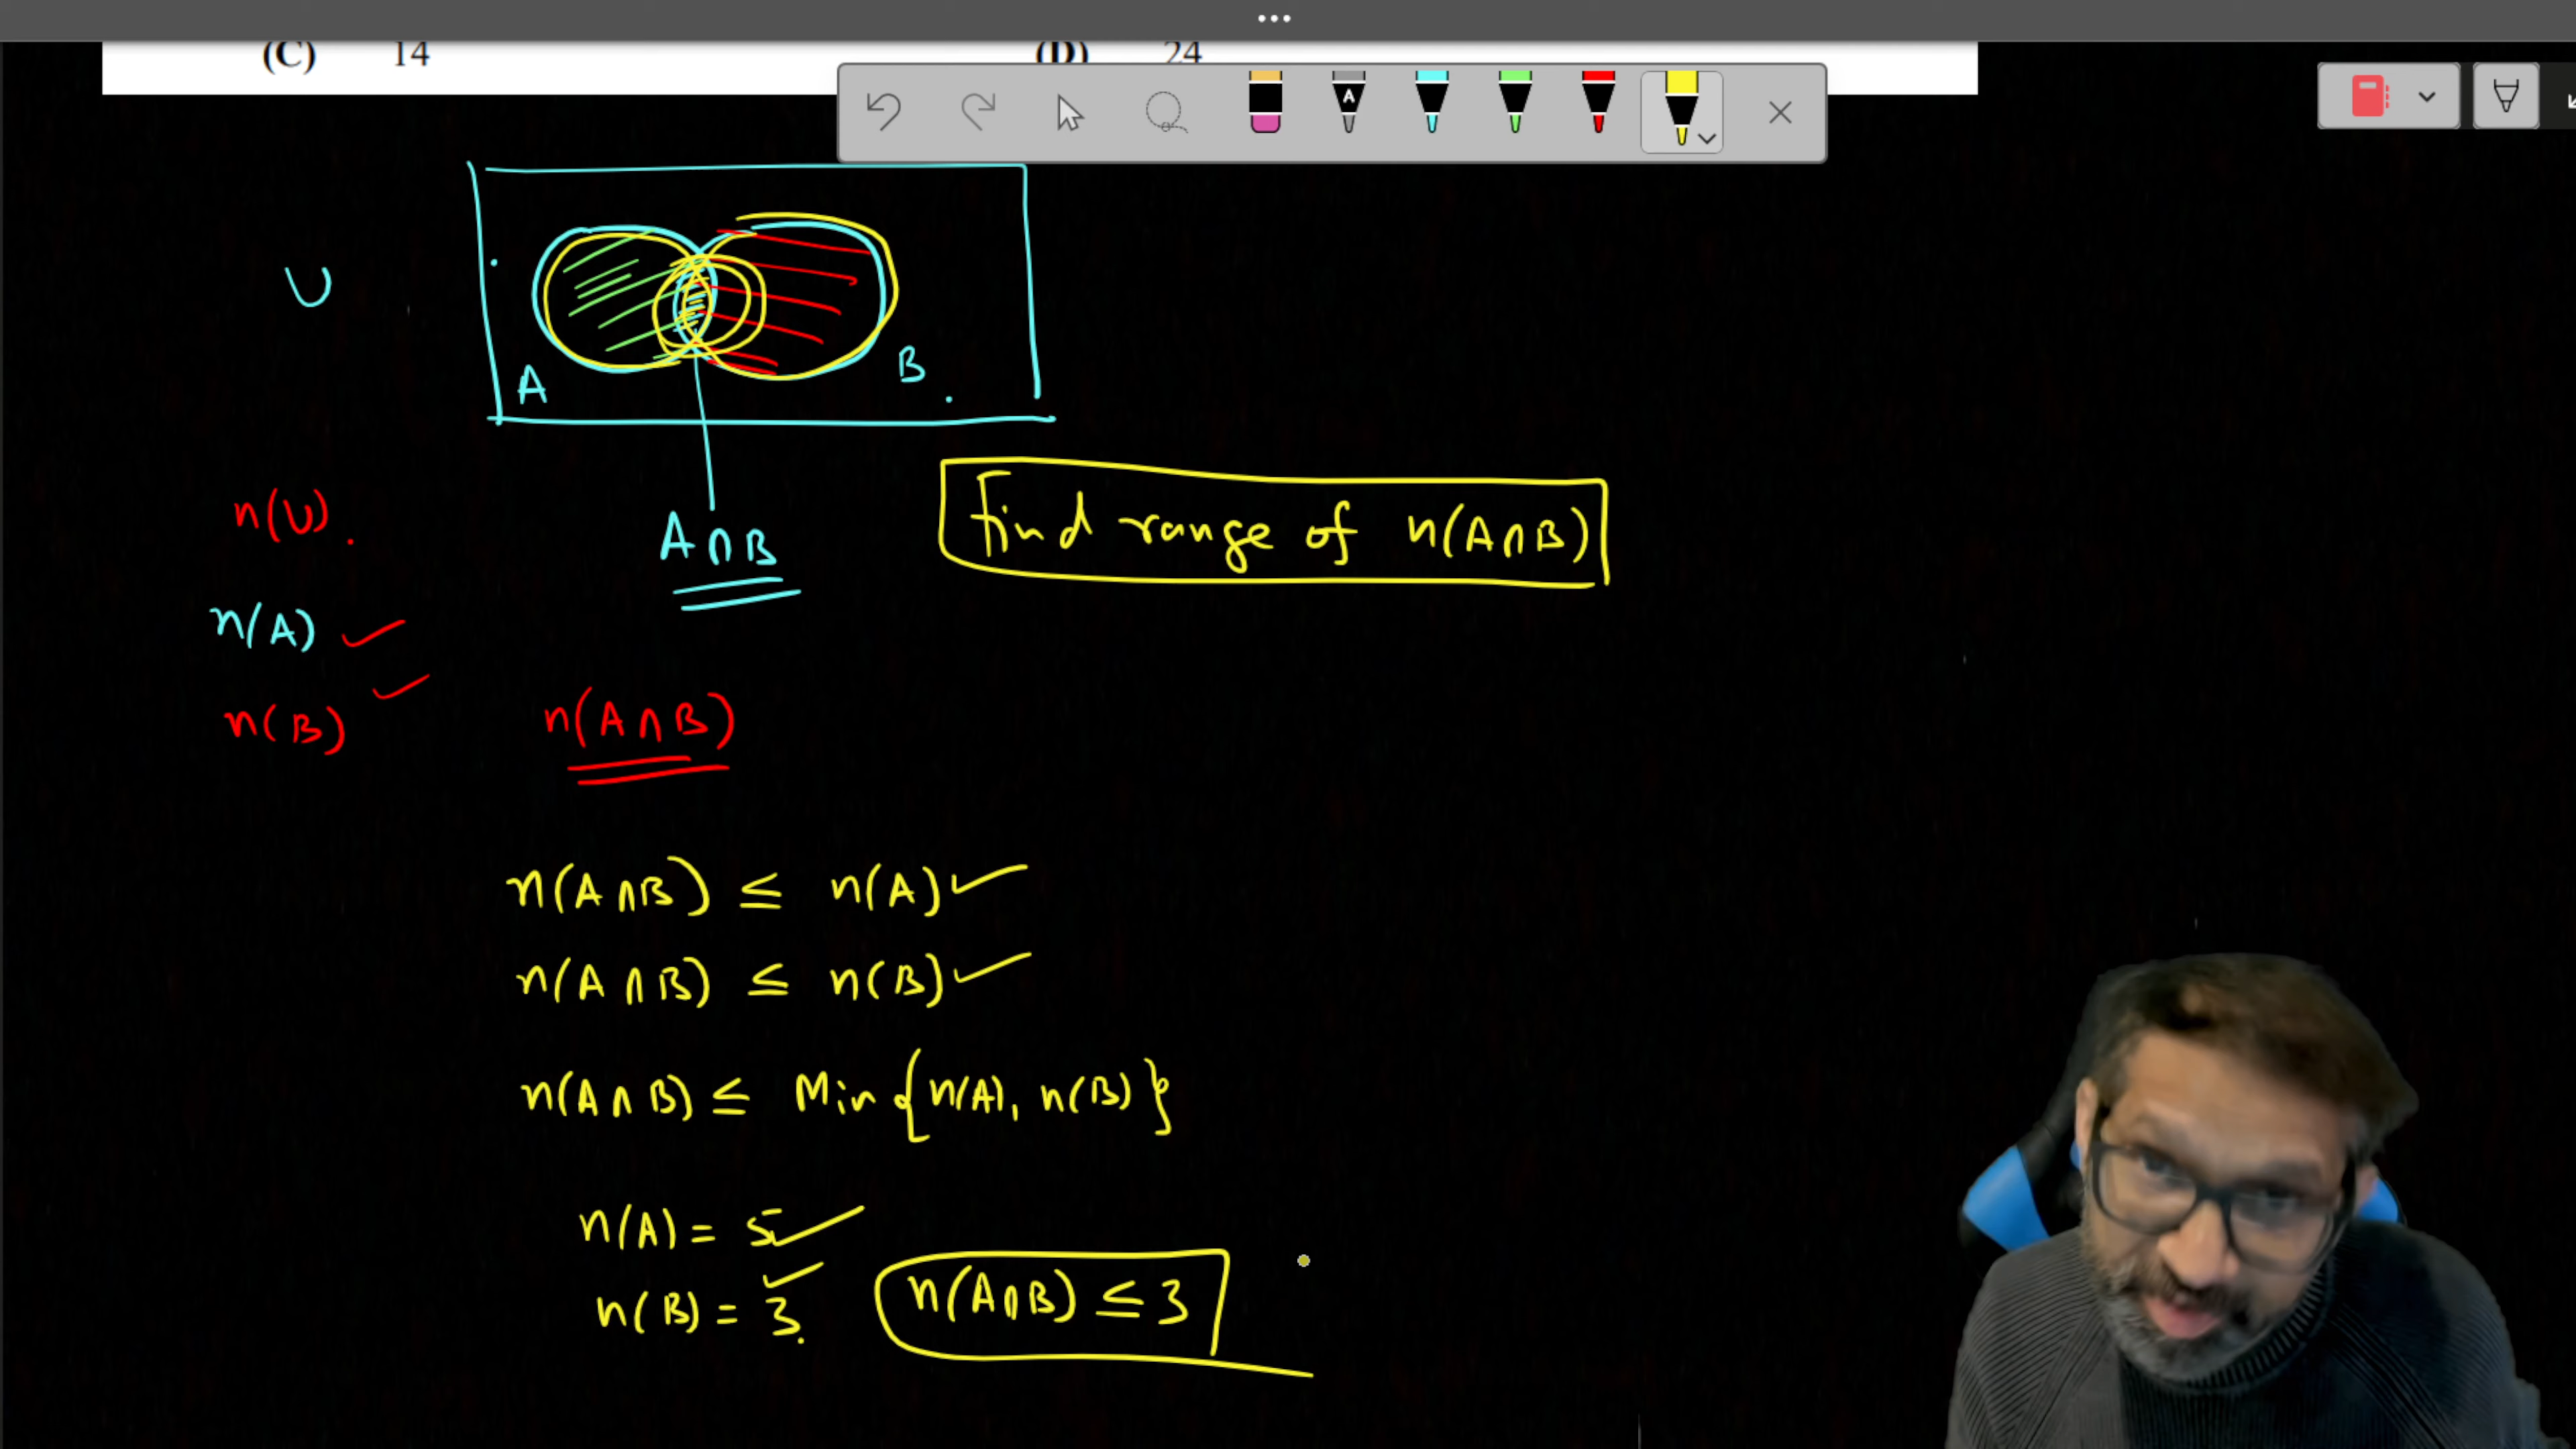 (C) 14 (D) 24
A
U
A
B
n(U).
A∩B
Find range of n(A∩B)
n(A)
n(B)
n(A∩B)
n(A∩B) ≤ n(A)
n(A∩B) ≤ n(B)
n(A∩B) ≤ Min{n(A), n(B)}
n(A) = 5
n(B) = 3.
n(A∩B) ≤ 3